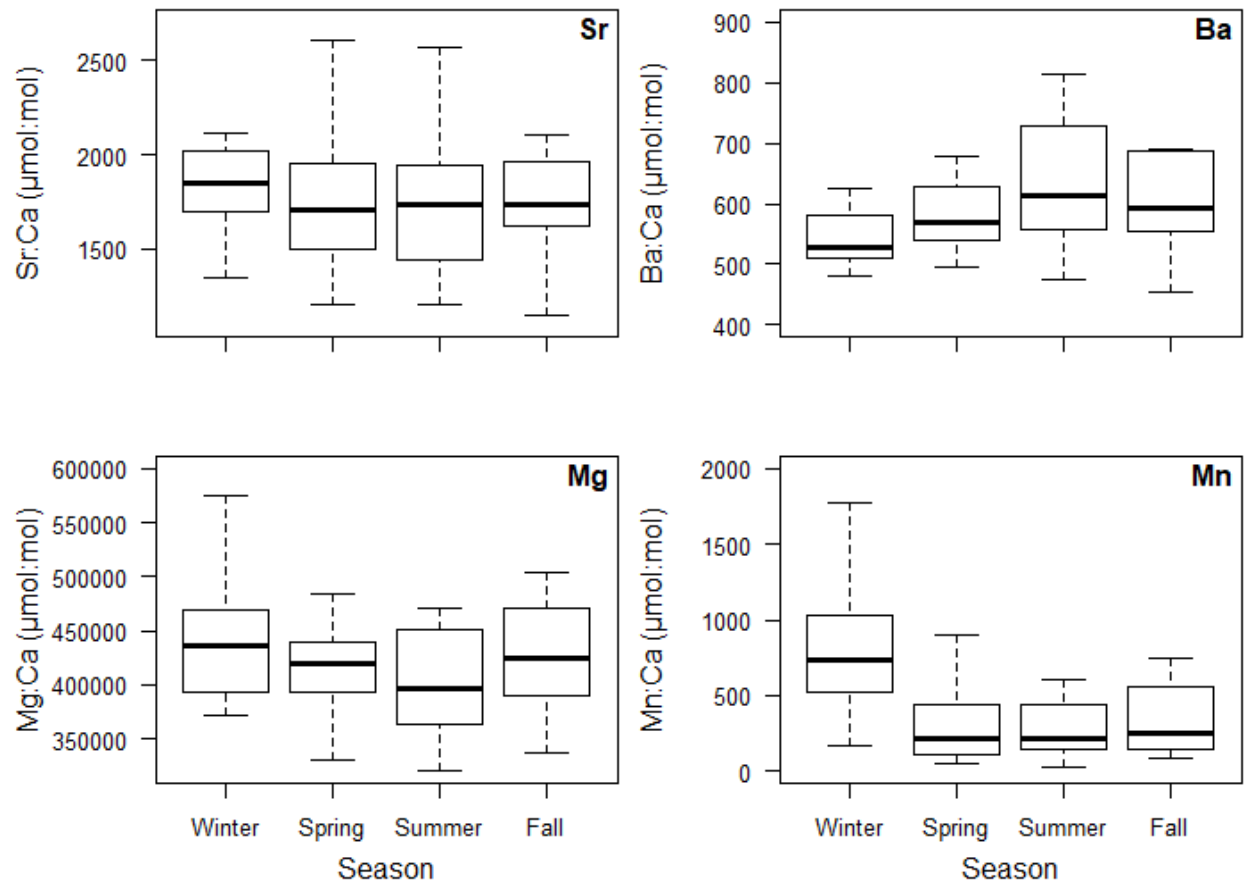 Sr
Sr:Ca (µmol:mol)
2500
2000
1500
Ba
Ba:Ca (µmol:mol)
900
800
700
600
500
400
Mg
Mg:Ca (µmol:mol)
600000
550000
500000
450000
400000
350000
Winter Spring Summer Fall
Season
Mn
Mn:Ca (µmol:mol)
2000
1500
1000
500
0
Winter Spring Summer Fall
Season